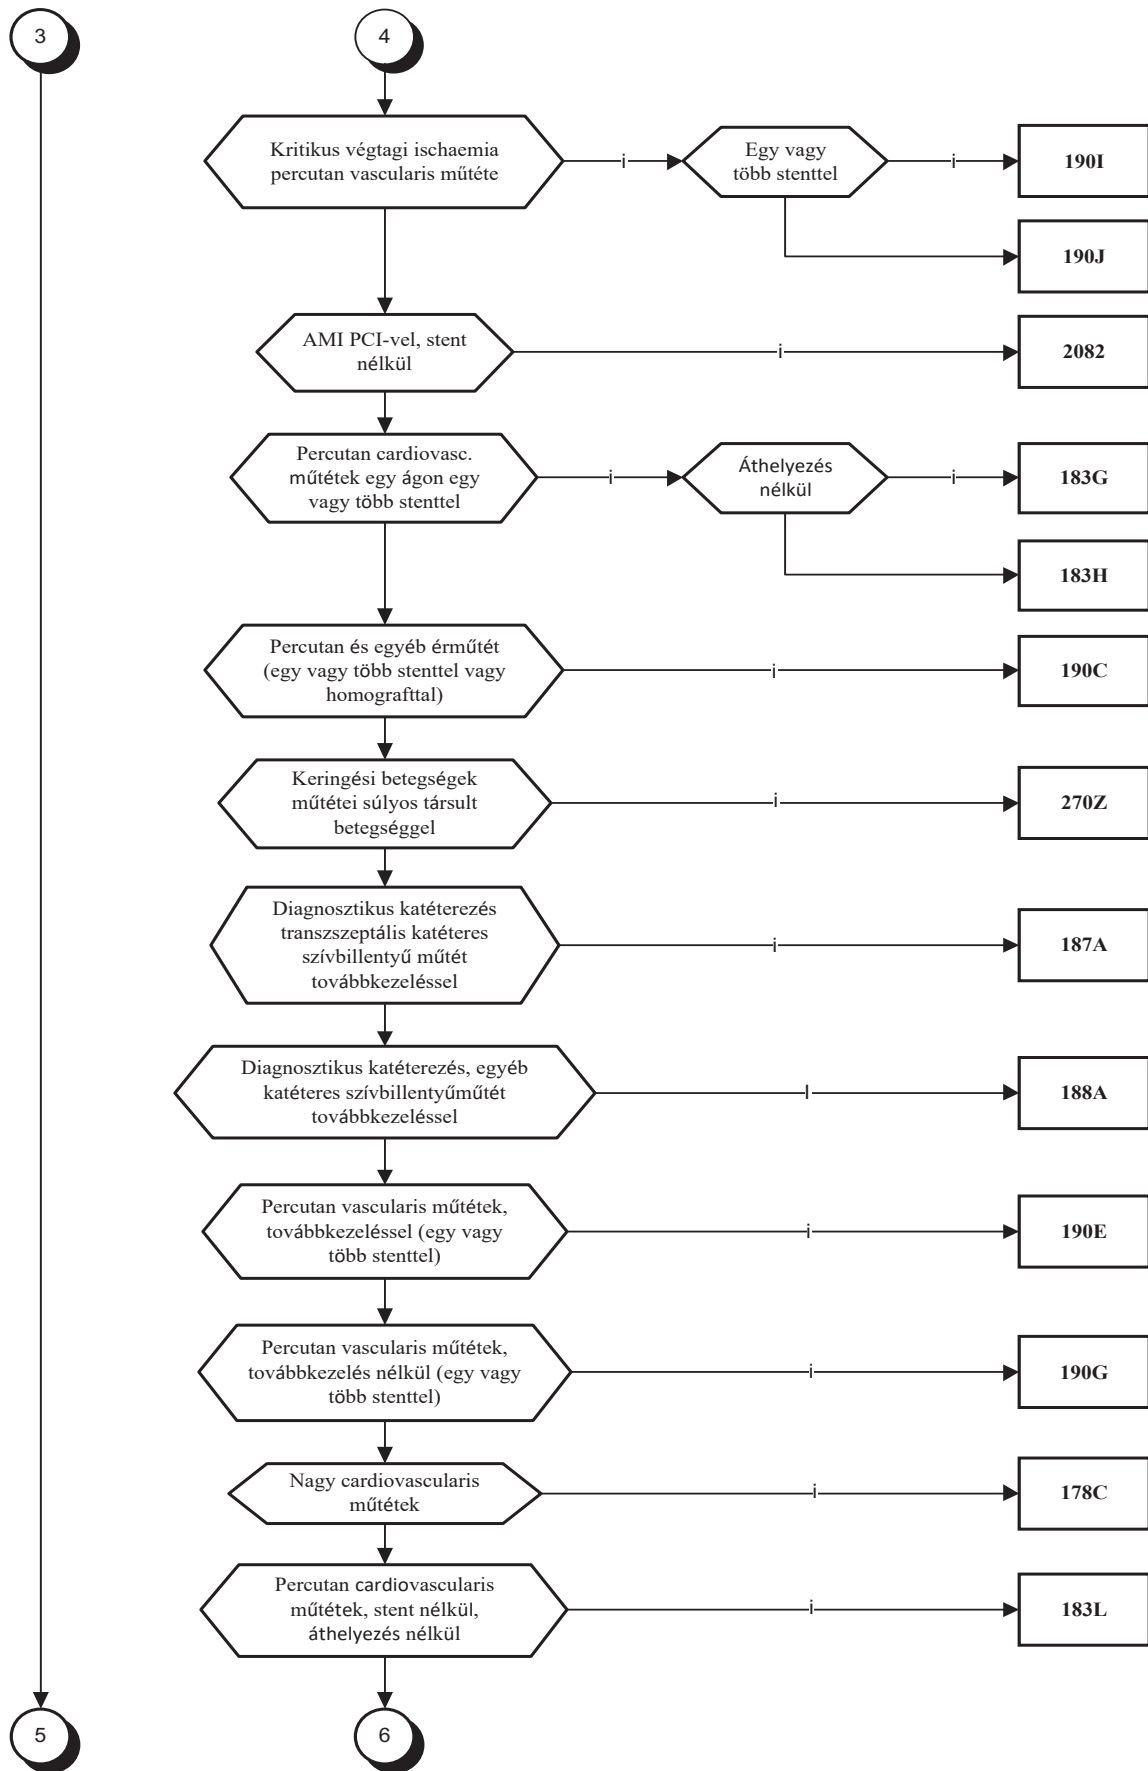 3
4
Kritikus végtagi ischaemia
percutan vascularis műtéte
i
Egy vagy
több stenttel
i
190I
190J
AMI PCI-vel, stent
nélkül
i
2082
Percutan cardiovasc.
műtétek egy ágon egy
vagy több stenttel
i
Áthelyezés
nélkül
i
183G
183H
Percutan és egyéb érműtét
(egy vagy több stenttel vagy
homografttal)
i
190C
Keringési betegségek
műtétei súlyos társult
betegséggel
i
270Z
Diagnosztikus katéterezés
transzszeptális katéteres
szívbillentyű műtét
továbbkezeléssel
i
187A
Diagnosztikus katéterezés, egyéb
katéteres szívbillentyűműtét
továbbkezeléssel
I
188A
Percutan vascularis műtétek,
továbbkezeléssel (egy vagy
több stenttel)
i
190E
Percutan vascularis műtétek,
továbbkezelés nélkül (egy vagy
több stenttel)
i
190G
Nagy cardiovascularis
műtétek
i
178C
Percutan cardiovascularis
műtétek, stent nélkül,
áthelyezés nélkül
i
183L
5
6